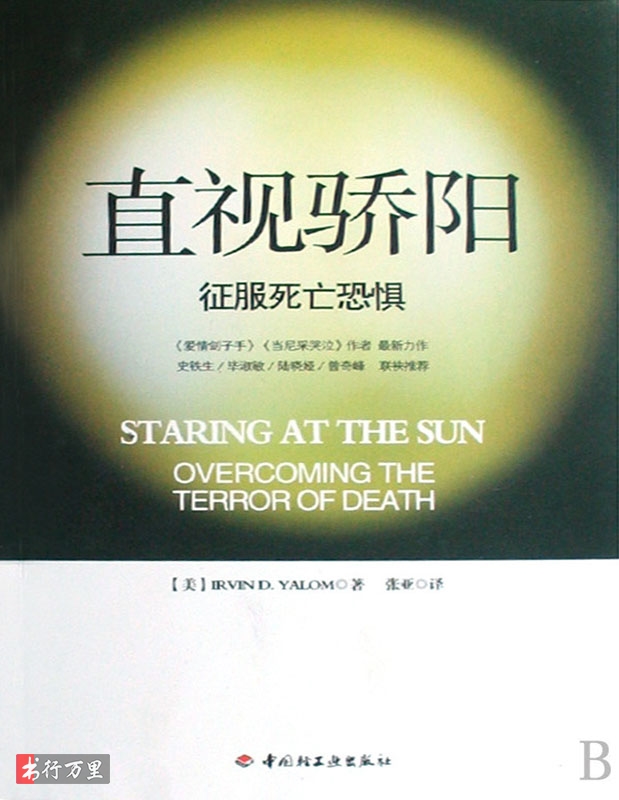 直视骄阳
征服死亡恐惧
《爱情刽子手》《当尼采哭泣》作者 最新力作
史铁生/毕淑敏/陆晓娅/曾奇峰 联袂推荐
STARING AT THE SUN
OVERCOMING THE
TERROR OF DEATH
【美】IRVIN D. YALOM◎著 张亚◎译
中国轻工业出版社
书行万里
B